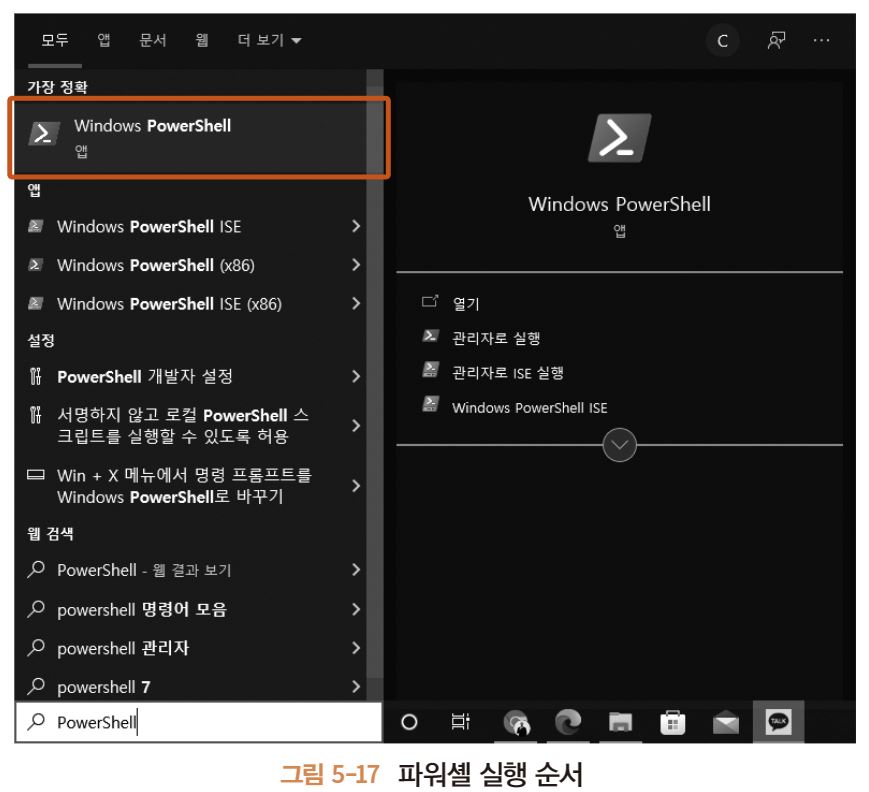 모두 앱 문서 웹 더 보기
C
가장 정확
Windows PowerShell
앱
앱
Windows PowerShell ISE
Windows PowerShell (x86)
Windows PowerShell ISE (x86)
설정
PowerShell 개발자 설정
서명하지 않고 로컬 PowerShell 스
크립트를 실행할 수 있도록 허용
Win + X 메뉴에서 명령 프롬프트를
Windows PowerShell로 바꾸기
웹 검색
PowerShell - 웹 결과 보기
powershell 명령어 모음
powershell 관리자
powershell 7
PowerShell
Windows PowerShell
앱
열기
관리자로 실행
관리자로 ISE 실행
Windows PowerShell ISE
TALK
그림 5-17 파워셸 실행 순서